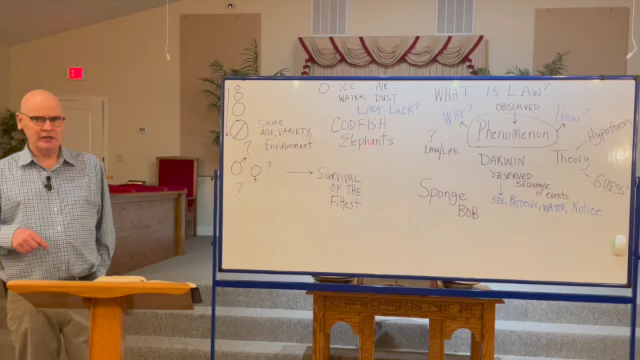 ICE AIR
WATER, DUST
LADY LUCK?
CODFISH
Elephants
SAME
AGE, VARIETY,
Environment
?
?
?
SURVIVAL
OF THE
FITTEST
WHAT IS LAW?
OBSERVED
WHY?
Phenomenon
How?
?
LAW/LIFE
Hypothesis
Theory
GUESS!
DARWIN
OBSERVED
SEQUENCE
OF EVENTS
SEE, Perceive, WATCH, Notice
Sponge
BOB
EXIT